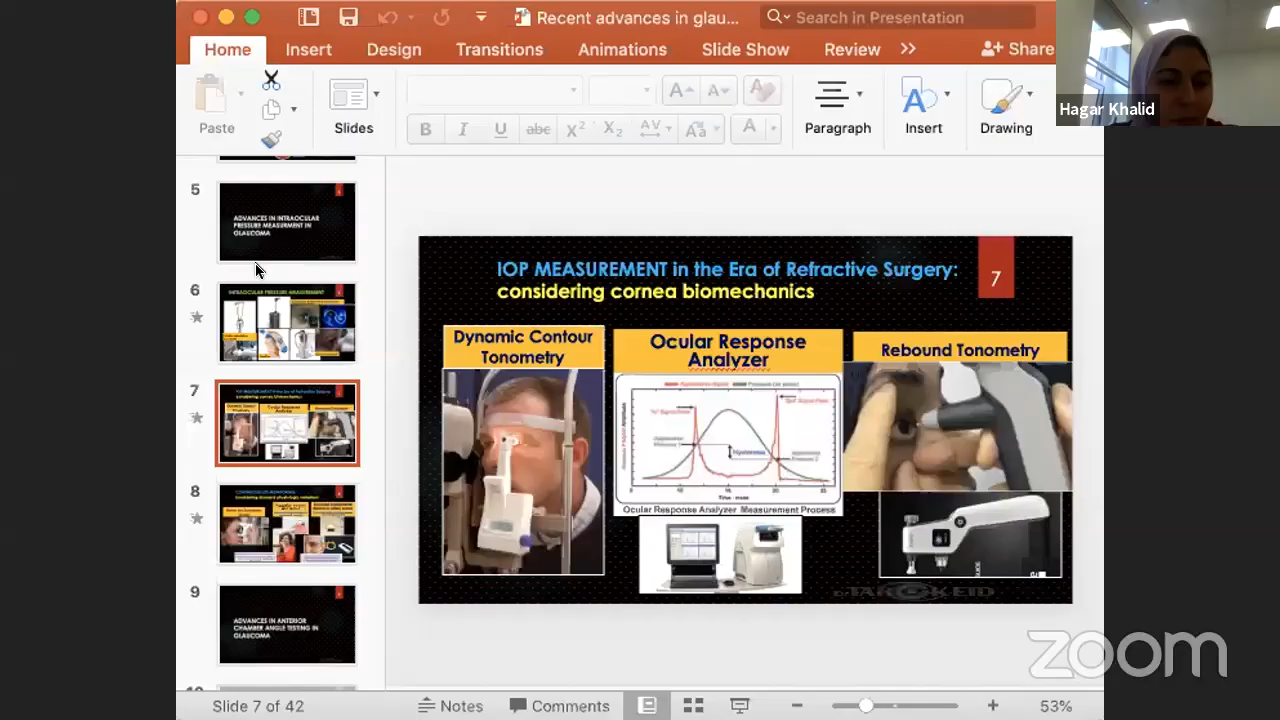 Recent advances in glau...
Search in Presentation
Home
Insert
Design
Transitions
Animations
Slide Show
Review
Share
Hagar Khalid
Paste
Slides
Paragraph
Insert
Drawing
5
ADVANCES IN INTRAOCULAR
PRESSURE MEASURMENT IN
GLAUCOMA
6
INTRAOCULAR PRESSURE MEASUREMENT
7
8
9
ADVANCES IN ANTERIOR
CHAMBER ANGLE TESTING IN
GLAUCOMA
IOP MEASUREMENT in the Era of Refractive Surgery:
considering cornea biomechanics
7
Dynamic Contour
Tonometry
Ocular Response
Analyzer
Rebound Tonometry
Ocular Response Analyzer Measurement Process
zoom
Slide 7 of 42
Notes
Comments
53%